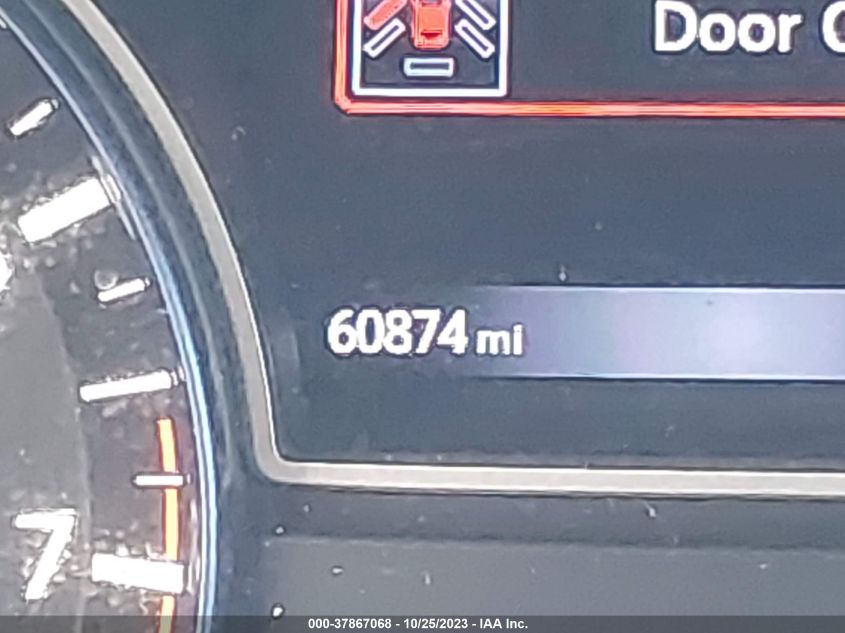 Door
60874 mi
7
000-37867068 - 10/25/2023 - IAA Inc.